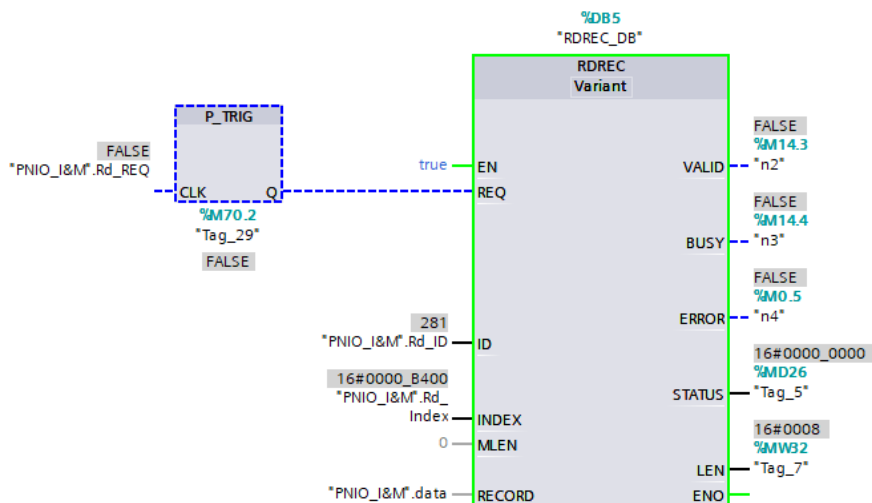 %DB5
"RDREC_DB"
RDREC
Variant
P_TRIG
FALSE
"PNIO_I&M".Rd_REQ
CLK
Q
%M70.2
"Tag_29"
FALSE
true
EN
REQ
281
"PNIO_I&M".Rd_ID
ID
16#0000_B400
"PNIO_I&M".Rd_
Index
INDEX
0
MLEN
"PNIO_I&M".data
RECORD
FALSE
%M14.3
VALID
"n2"
FALSE
%M14.4
BUSY
"n3"
FALSE
%M0.5
ERROR
"n4"
16#0000_0000
%MD26
STATUS
"Tag_5"
16#0008
%MW32
LEN
"Tag_7"
ENO